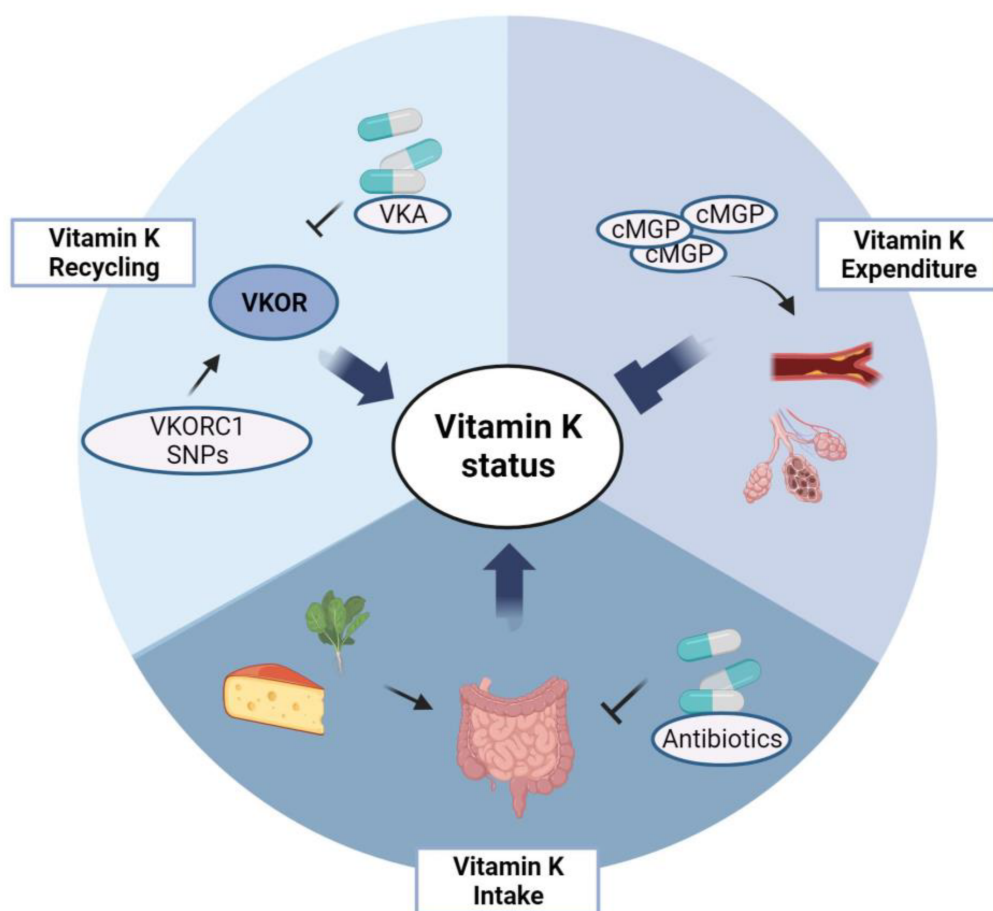 VKA
Vitamin K
Recycling
VKOR
VKORC1
SNPs
cMGP
cMGP
cMGP
Vitamin K
Expenditure
Vitamin K
status
Antibiotics
Vitamin K
Intake